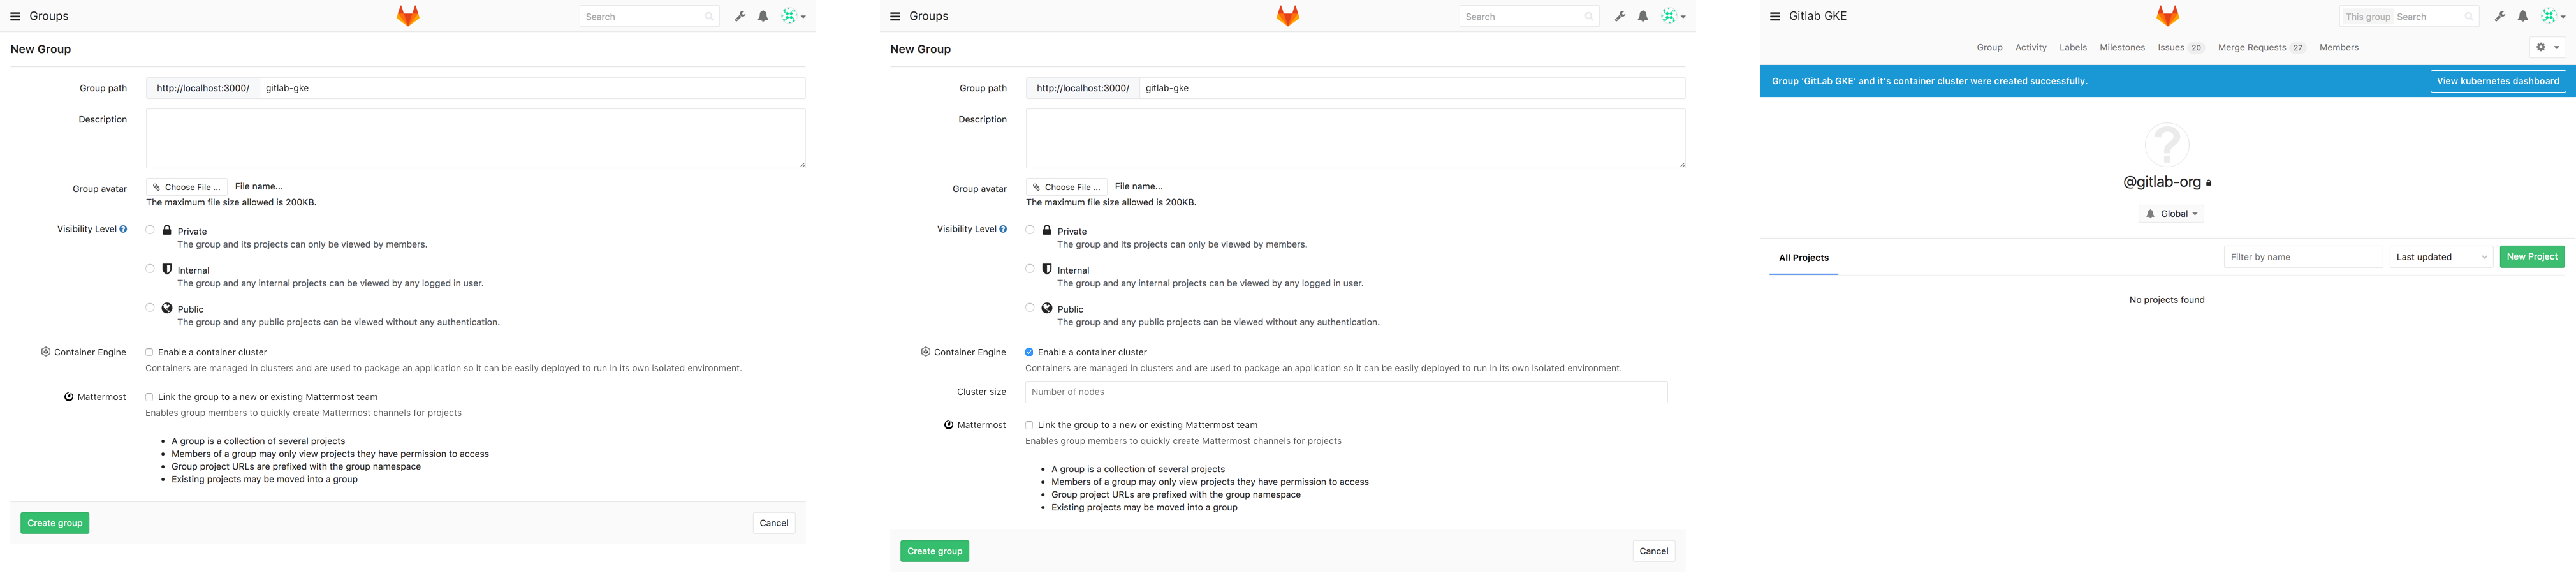 Groups
Search
New Group
Group path http://localhost:3000/ gitlab-gke
Description
Group avatar Choose File ... File name...
The maximum file size allowed is 200KB.
Visibility Level Private
The group and its projects can only be viewed by members.
Internal
The group and any internal projects can be viewed by any logged in user.
Public
The group and any public projects can be viewed without any authentication.
Container Engine Enable a container cluster
Containers are managed in clusters and are used to package an application so it can be easily deployed to run in its own isolated environment.
Mattermost Link the group to a new or existing Mattermost team
Enables group members to quickly create Mattermost channels for projects
• A group is a collection of several projects
• Members of a group may only view projects they have permission to access
• Group project URLs are prefixed with the group namespace
• Existing projects may be moved into a group
Create group Cancel
Groups
Search
New Group
Group path http://localhost:3000/ gitlab-gke
Description
Group avatar Choose File ... File name...
The maximum file size allowed is 200KB.
Visibility Level Private
The group and its projects can only be viewed by members.
Internal
The group and any internal projects can be viewed by any logged in user.
Public
The group and any public projects can be viewed without any authentication.
Container Engine Enable a container cluster
Containers are managed in clusters and are used to package an application so it can be easily deployed to run in its own isolated environment.
Cluster size Number of nodes
Mattermost Link the group to a new or existing Mattermost team
Enables group members to quickly create Mattermost channels for projects
• A group is a collection of several projects
• Members of a group may only view projects they have permission to access
• Group project URLs are prefixed with the group namespace
• Existing projects may be moved into a group
Create group Cancel
Gitlab GKE
This group Search
Group Activity Labels Milestones Issues 20 Merge Requests 27 Members
Group 'GitLab GKE' and it's container cluster were created successfully. View kubernetes dashboard
@gitlab-org
Global
All Projects Filter by name Last updated New Project
No projects found